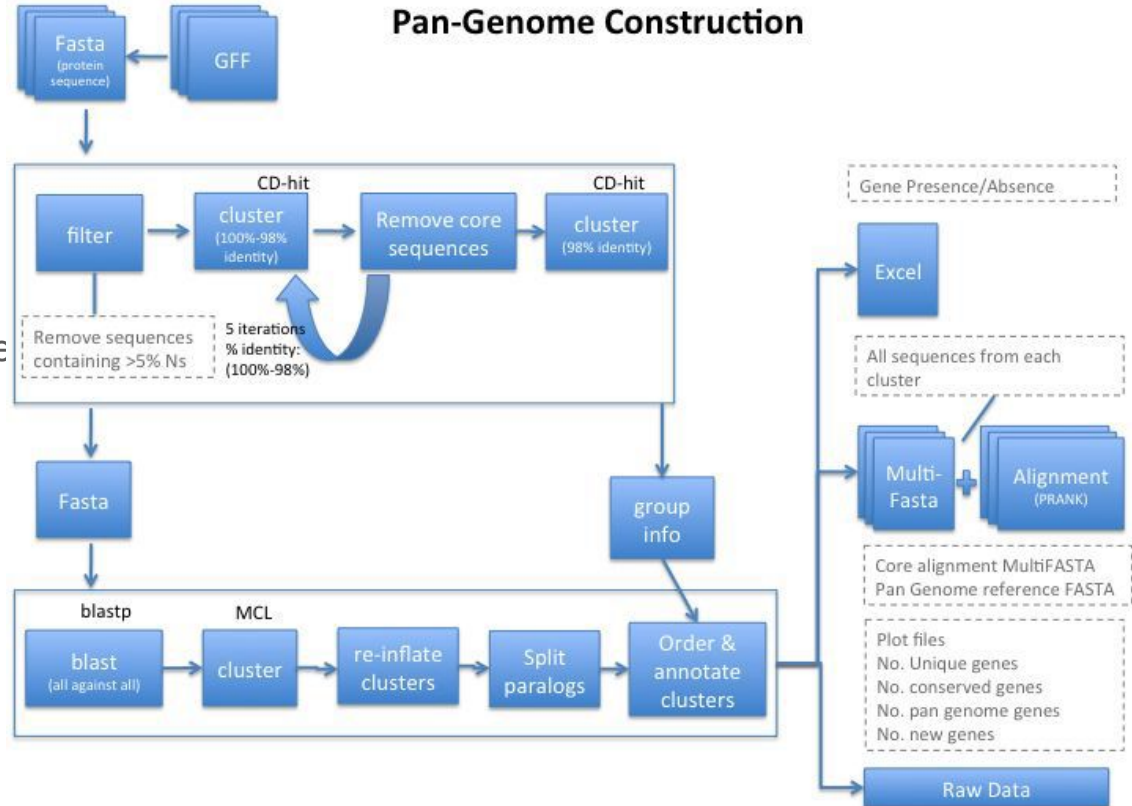 Pan-Genome Construction
Fasta
(protein
sequence)
GFF
CD-hit
CD-hit
filter
cluster
(100%-98%
identity)
Remove core
sequences
cluster
(98% identity)
Remove sequences
containing >5% Ns
5 iterations
% identity:
(100%-98%)
e
Fasta
group
info
blastp
MCL
blast
(all against all)
cluster
re-inflate
clusters
Split
paralogs
Order &
annotate
clusters
Gene Presence/Absence
Excel
All sequences from each
cluster
Multi-
Fasta
Alignment
(PRANK)
Core alignment MultiFASTA
Pan Genome reference FASTA
Plot files
No. Unique genes
No. conserved genes
No. pan genome genes
No. new genes
Raw Data